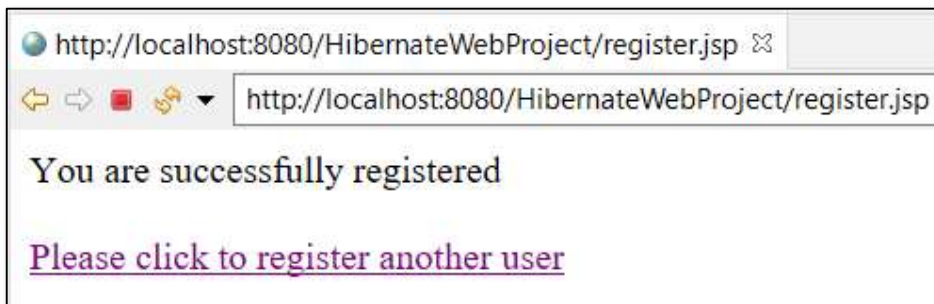 http://localhost:8080/HibernateWebProject/register.jsp
http://localhost:8080/HibernateWebProject/register.jsp
You are successfully registered
Please click to register another user